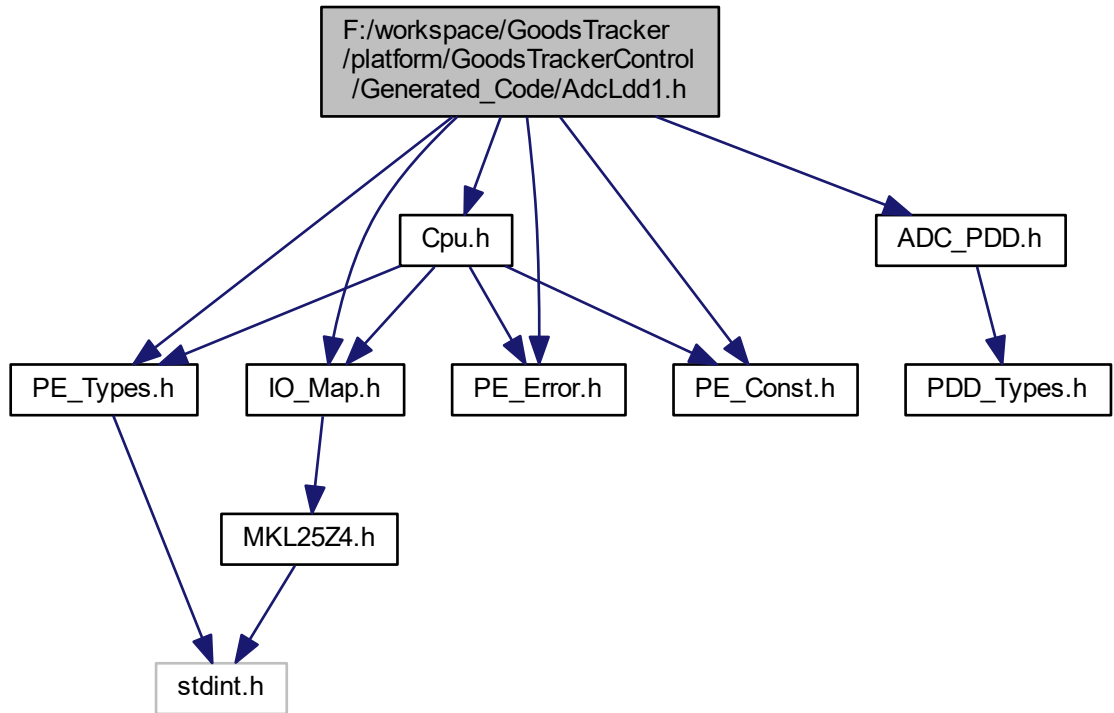 F:/workspace/GoodsTracker
/platform/GoodsTrackerControl
/Generated_Code/AdcLdd1.h
Cpu.h
ADC_PDD.h
PE_Types.h
IO_Map.h
PE_Error.h
PE_Const.h
PDD_Types.h
MKL25Z4.h
stdint.h